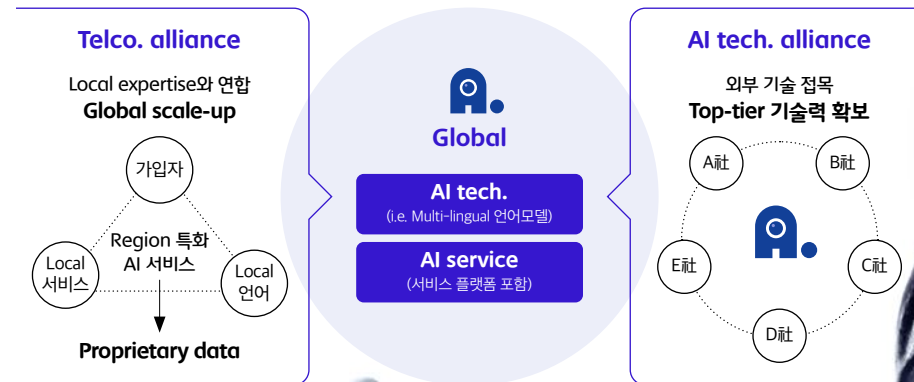 Telco. alliance
Local expertise와 연합
Global scale-up
가입자
Region 특화
AI 서비스
Local
서비스
Local
언어
Proprietary data
A.
Global
AI tech.
(i.e. Multi-lingual 언어모델)
AI service
(서비스 플랫폼 포함)
AI tech. alliance
외부 기술 접목
Top-tier 기술력 확보
A社
B社
A.
E社
C社
D社